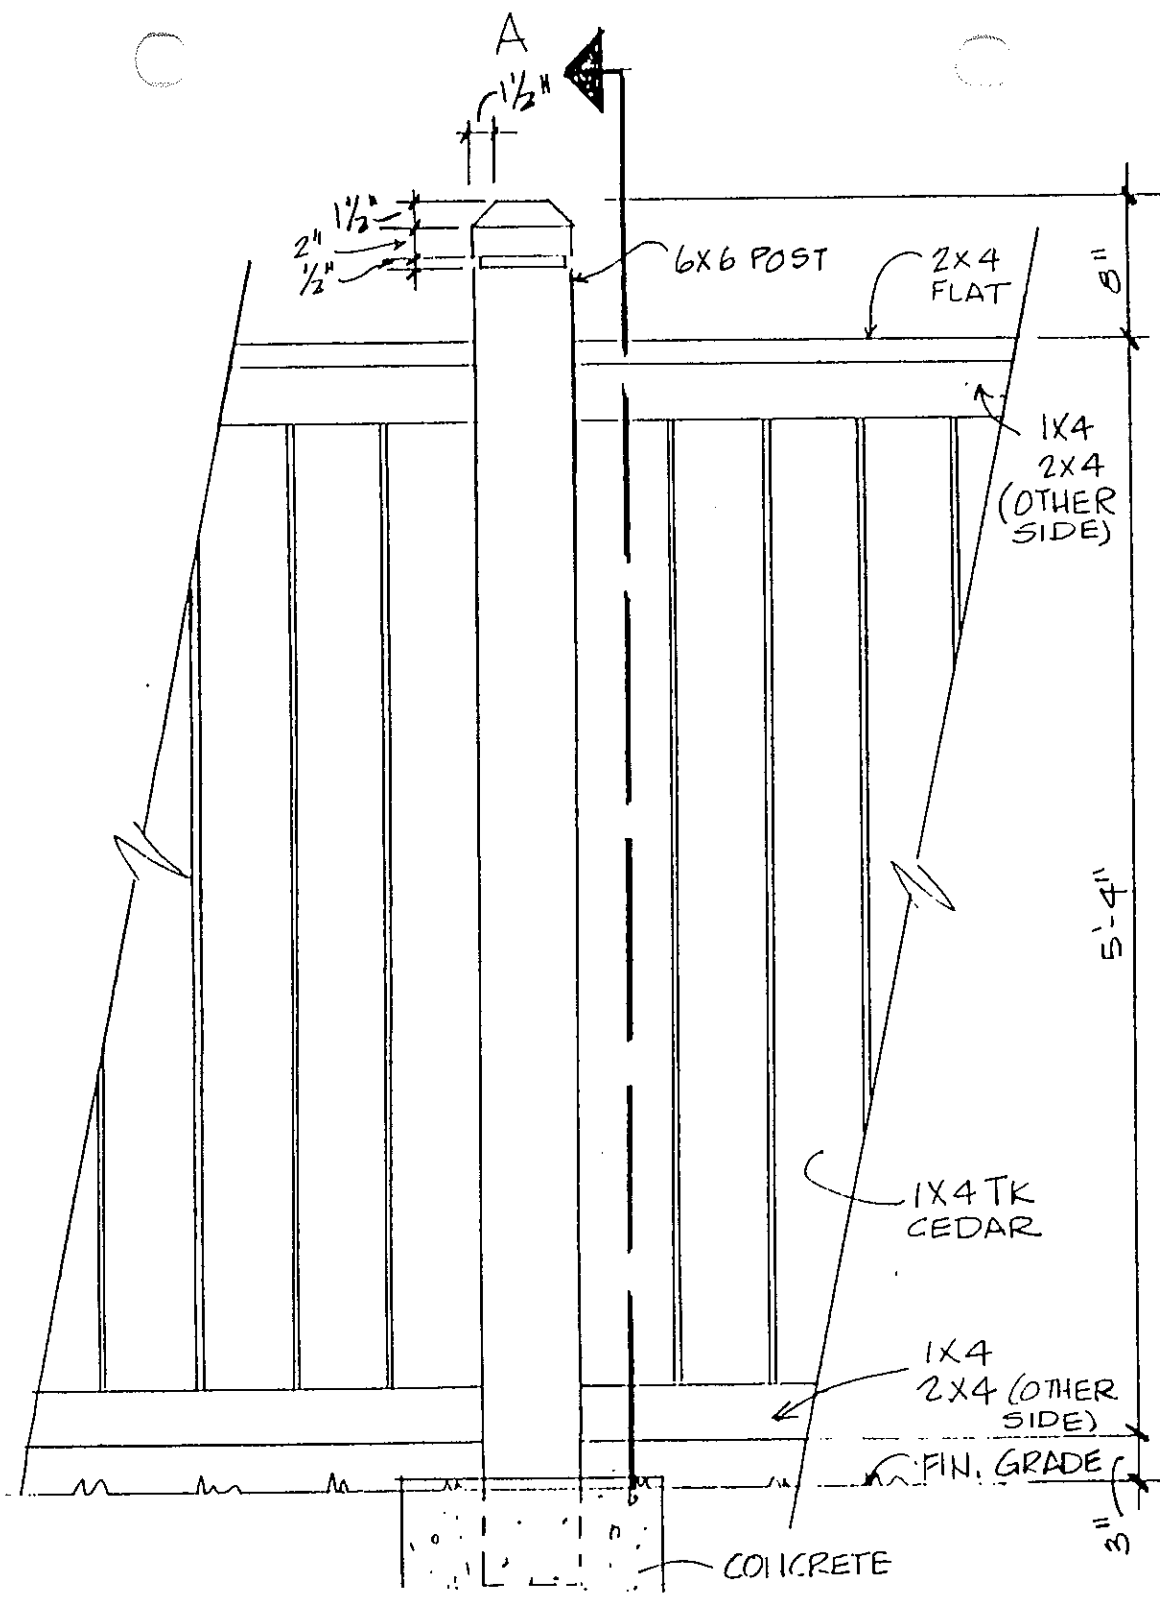 A
1½"
1½"
2"
½"
6X6 POST
2X4
FLAT
8"
1X4
2X4
(OTHER
SIDE)
5'-4"
1X4 TK
CEDAR
1X4
2X4 (OTHER
SIDE)
FIN. GRADE
3"
CONCRETE